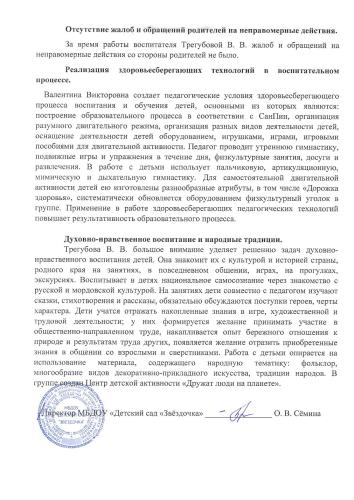 Отсутствие жалоб и обращений родителей на неправомерные действия.
За время работы воспитателя Трегубовой В. В. жалоб и обращений на
неправомерные действия со стороны родителей не было.
Реализация здоровьесберегающих технологий в воспитательном
процессе.
Валентина Викторовна создает педагогические условия здоровьесберегающего
процесса воспитания и обучения детей, основными из которых являются:
построение образовательного процесса в соответствии с СанПин, организация
разумного двигательного режима, организация разных видов деятельности детей,
оснащение деятельности детей оборудованием, игрушками, играми, игровыми
пособиями для двигательной активности. Педагог проводит утреннюю гимнастику,
подвижные игры и упражнения в течение дня, физкультурные занятия, досуги и
развлечения. В работе с детьми использует пальчиковую, артикуляционную,
мимическую и дыхательную гимнастику. Для самостоятельной двигательной
активности детей ею изготовлены разнообразные атрибуты, в том числе «Дорожка
здоровья», систематически обновляется оборудованием физкультурный уголок в
группе. Применение в работе здоровьесберегающих педагогических технологий
повышает результативность образовательного процесса.
Духовно-нравственное воспитание и народные традиции.
Трегубова В. В. большое внимание уделяет решению задач духовно-
нравственного воспитания детей. Она знакомит их с культурой и историей страны,
родного края на занятиях, в повседневном общении, играх, на прогулках,
экскурсиях. Воспитывает в детях национальное самосознание через знакомство с
русской и мордовской культурой. На занятиях дети совместно с педагогом изучают
сказки, стихотворения и рассказы, обязательно обсуждаются поступки героев, черты
характера. Дети учатся отражать накопленные знания в игре, художественной и
трудовой деятельности; у них формируется желание принимать участие в
общественно-направленном труде, накапливается опыт бережного отношения к
природе и результатам труда других, появляется желание отразить приобретенные
знания в общении со взрослыми и сверстниками. Работа с детьми опирается на
использование материала, содержащего народную тематику: фольклор,
многообразие видов декоративно-прикладного искусства, традиции народов. В
группе создан Центр детской активности «Дружат люди на планете».
Директор МБДОУ «Детский сад «Звёздочка» О. В. Сёмина